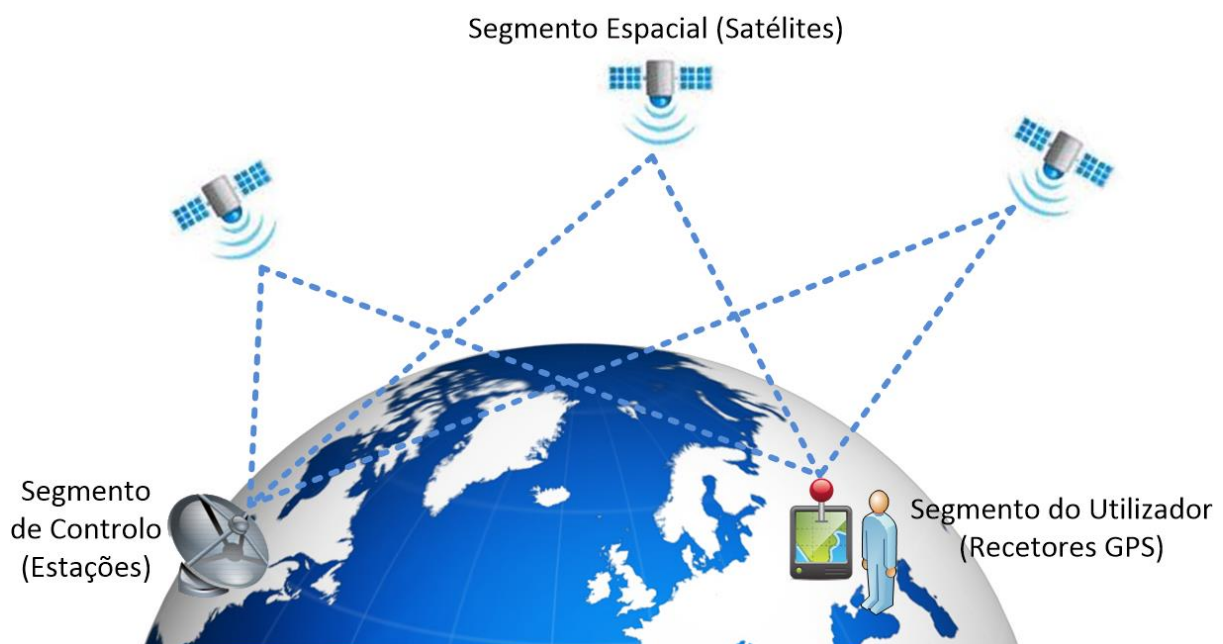 Segmento Espacial (Satélites)
Segmento
de Controlo
(Estações)
Segmento do Utilizador
(Recetores GPS)